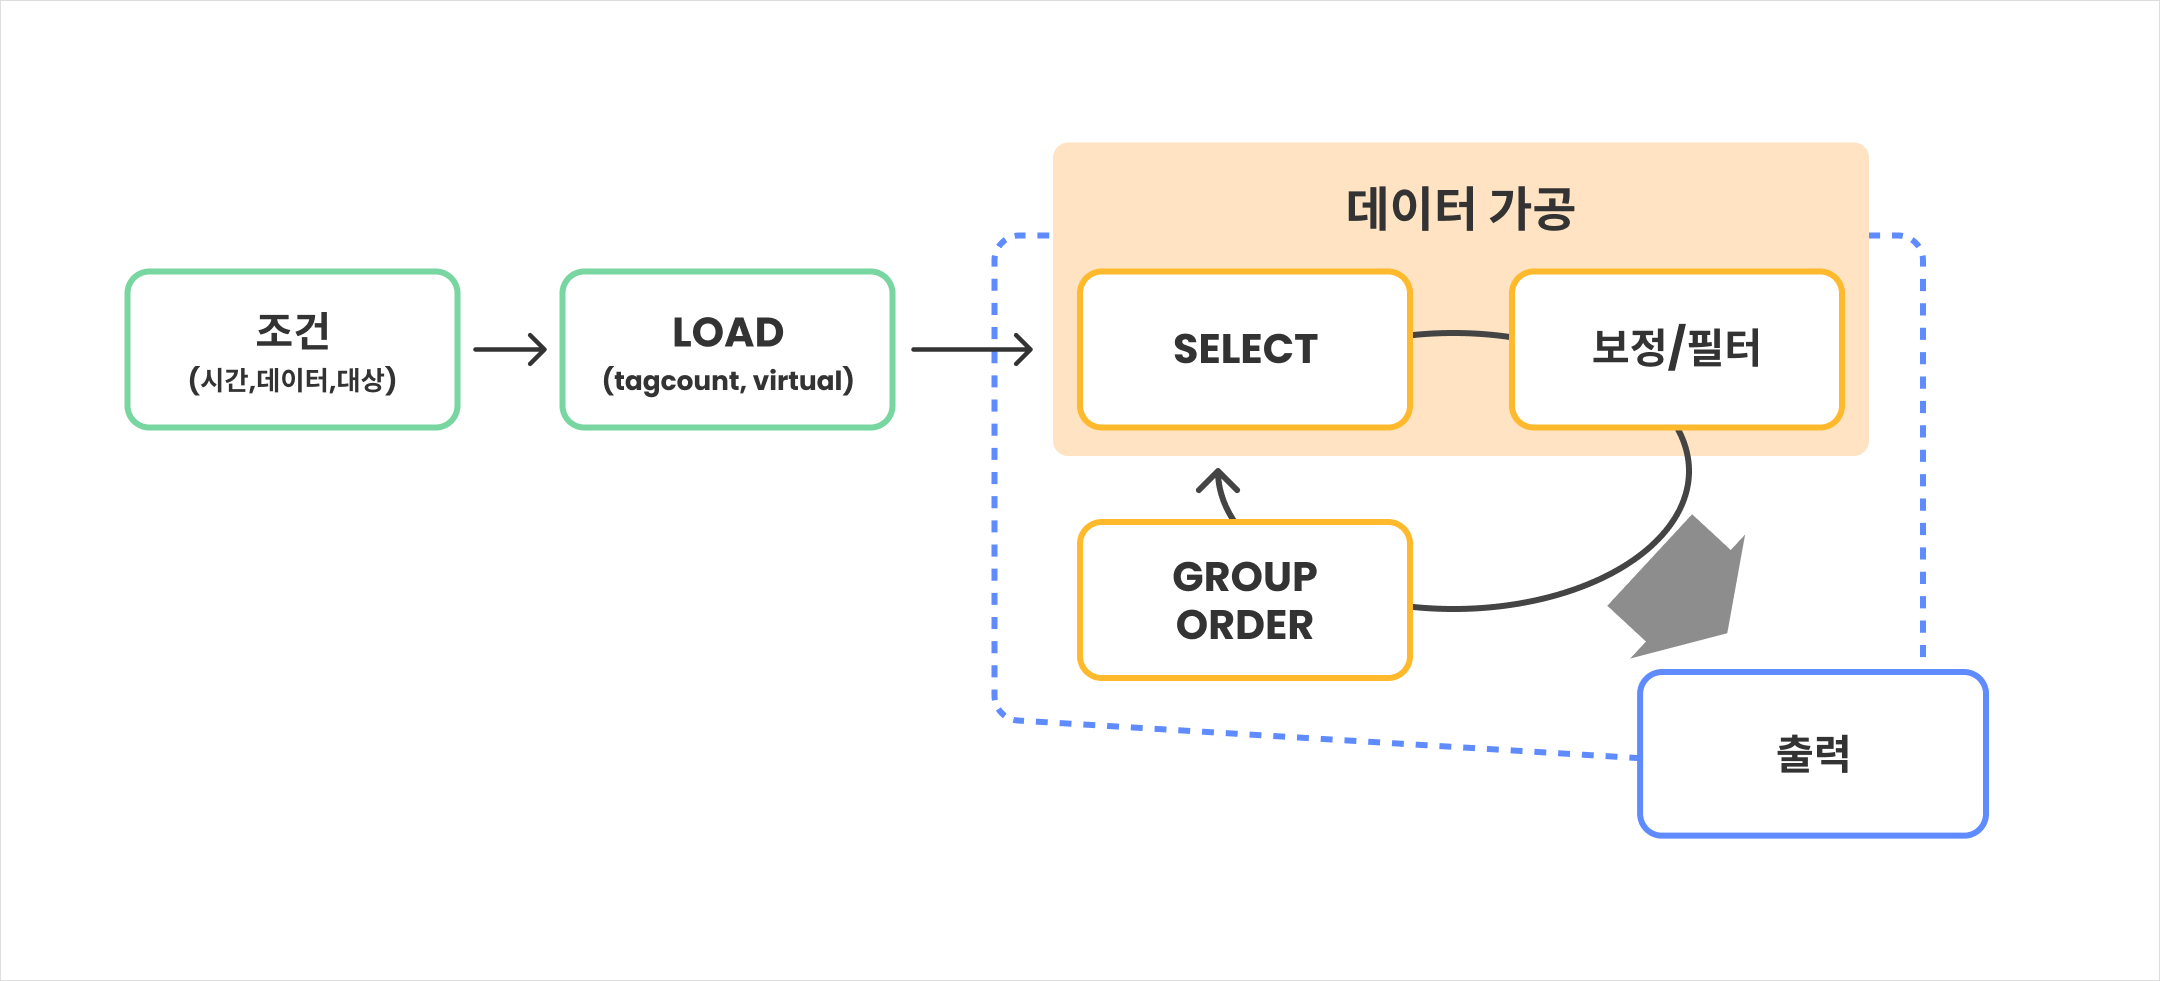 데이터 가공
조건
(시간,데이터,대상)
LOAD
(tagcount, virtual)
SELECT
보정/필터
GROUP
ORDER
출력